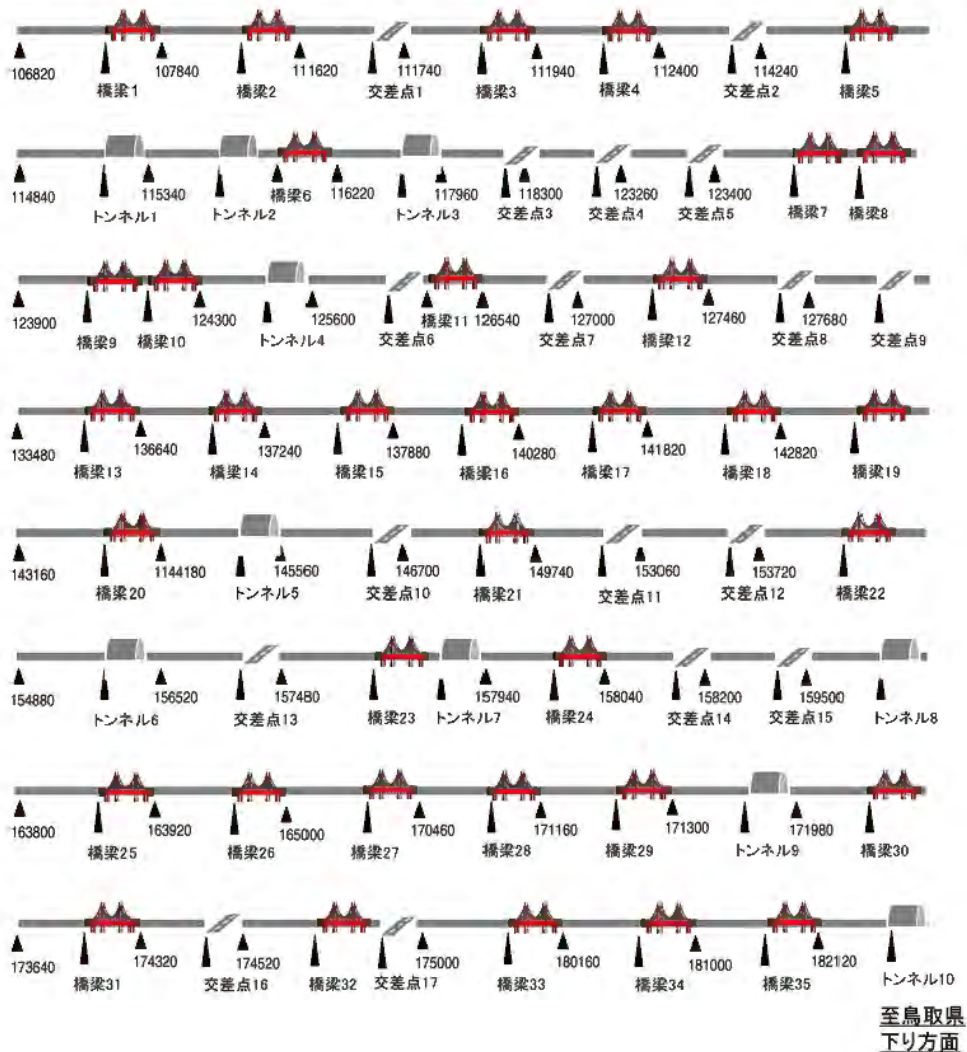 106820 107840 111620 111740 111940 112400 114240
橋梁1 橋梁2 交差点1 橋梁3 橋梁4 交差点2 橋梁5
114840 115340 116220 117960 118300 123260 123400
トンネル1 トンネル2 橋梁6 トンネル3 交差点3 交差点4 交差点5 橋梁7 橋梁8
123900 124300 125600 126540 127000 127460 127680
橋梁9 橋梁10 トンネル4 交差点6 橋梁11 交差点7 橋梁12 交差点8 交差点9
133480 136640 137240 137880 140280 141820 142820
橋梁13 橋梁14 橋梁15 橋梁16 橋梁17 橋梁18 橋梁19
143160 1144180 145560 146700 149740 153060 153720
橋梁20 トンネル5 交差点10 橋梁21 交差点11 交差点12 橋梁22
154880 156520 157480 157940 158040 158200 159500
トンネル6 交差点13 橋梁23 トンネル7 橋梁24 交差点14 交差点15 トンネル8
163800 163920 165000 170460 171160 171300 171980
橋梁25 橋梁26 橋梁27 橋梁28 橋梁29 トンネル9 橋梁30
173640 174320 174520 175000 180160 181000 182120
橋梁31 交差点16 橋梁32 交差点17 橋梁33 橋梁34 橋梁35 トンネル10
至鳥取県
下り方面